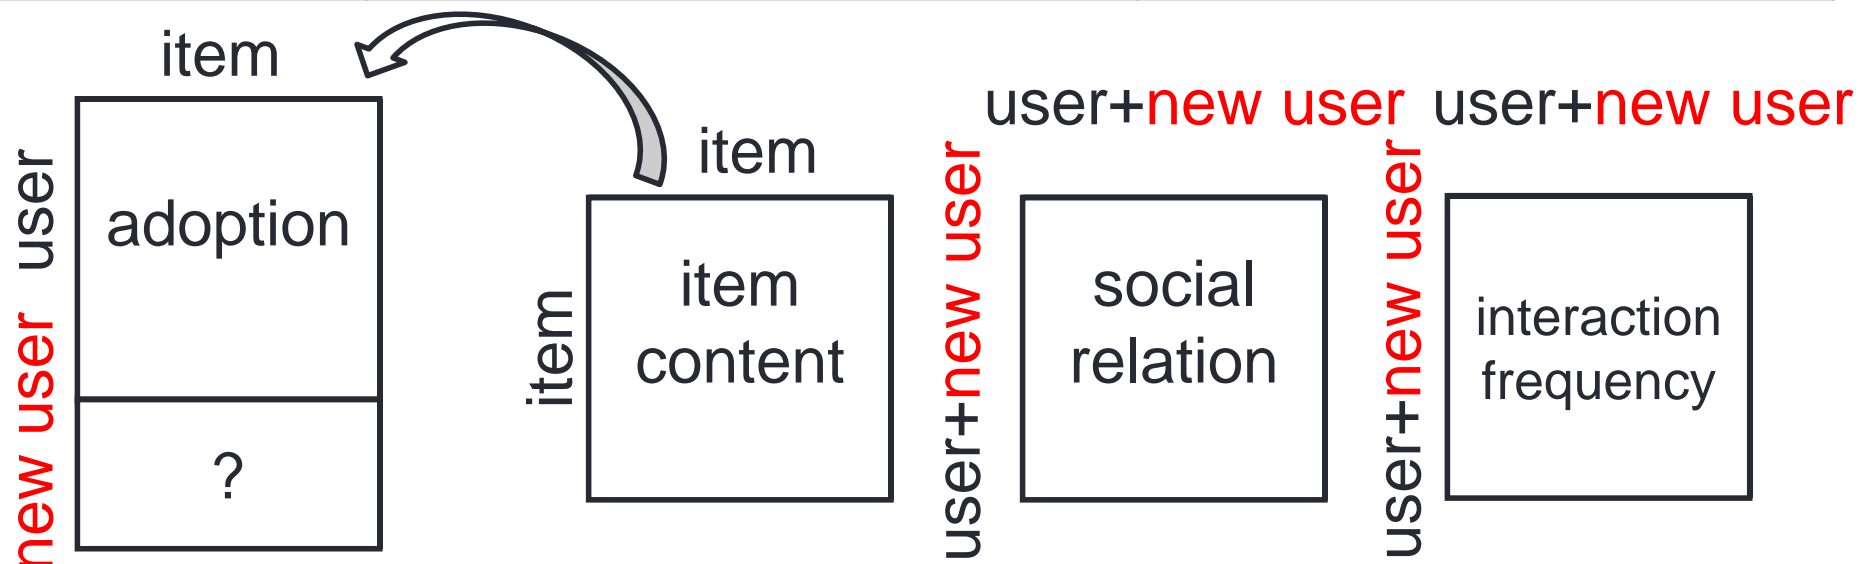 item
user
new user
adoption
?
item
item
item
content
user+new user
user+new user
social
relation
user+new user
user+new user
interaction
frequency